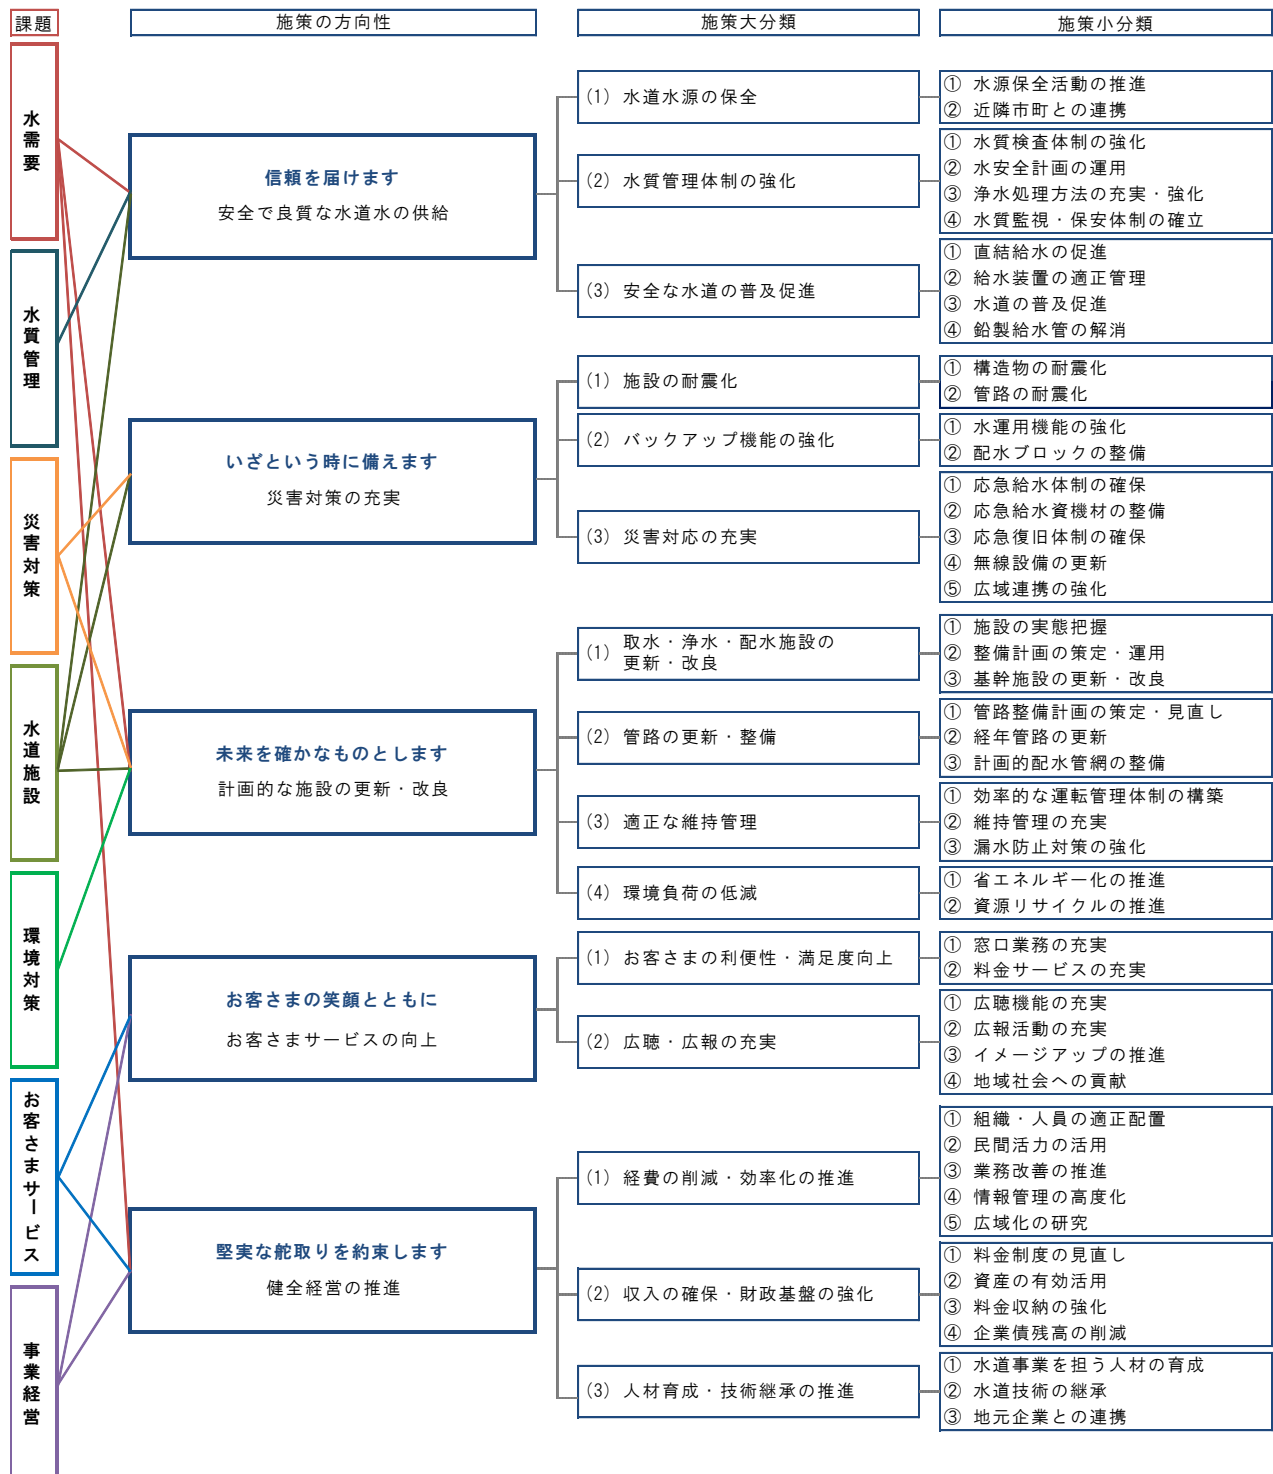 課題
施策の方向性
施策大分類
施策小分類
水需要
水質管理
災害対策
水道施設
環境対策
お客さまサービス
事業経営
信頼を届けます
安全で良質な水道水の供給
(1) 水道水源の保全
① 水源保全活動の推進
② 近隣市町との連携
(2) 水質管理体制の強化
① 水質検査体制の強化
② 水安全計画の運用
③ 浄水処理方法の充実・強化
④ 水質監視・保安体制の確立
(3) 安全な水道の普及促進
① 直結給水の促進
② 給水装置の適正管理
③ 水道の普及促進
④ 鉛製給水管の解消
いざという時に備えます
災害対策の充実
(1) 施設の耐震化
① 構造物の耐震化
② 管路の耐震化
(2) バックアップ機能の強化
① 水運用機能の強化
② 配水ブロックの整備
(3) 災害対応の充実
① 応急給水体制の確保
② 応急給水資機材の整備
③ 応急復旧体制の確保
④ 無線設備の更新
⑤ 広域連携の強化
未来を確かなものとします
計画的な施設の更新・改良
(1) 取水・浄水・配水施設の
更新・改良
① 施設の実態把握
② 整備計画の策定・運用
③ 基幹施設の更新・改良
(2) 管路の更新・整備
① 管路整備計画の策定・見直し
② 経年管路の更新
③ 計画的配水管網の整備
(3) 適正な維持管理
① 効率的な運転管理体制の構築
② 維持管理の充実
③ 漏水防止対策の強化
(4) 環境負荷の低減
① 省エネルギー化の推進
② 資源リサイクルの推進
お客さまの笑顔とともに
お客さまサービスの向上
(1) お客さまの利便性・満足度向上
① 窓口業務の充実
② 料金サービスの充実
(2) 広聴・広報の充実
① 広聴機能の充実
② 広報活動の充実
③ イメージアップの推進
④ 地域社会への貢献
堅実な舵取りを約束します
健全経営の推進
(1) 経費の削減・効率化の推進
① 組織・人員の適正配置
② 民間活力の活用
③ 業務改善の推進
④ 情報管理の高度化
⑤ 広域化の研究
(2) 収入の確保・財政基盤の強化
① 料金制度の見直し
② 資産の有効活用
③ 料金収納の強化
④ 企業債残高の削減
(3) 人材育成・技術継承の推進
① 水道事業を担う人材の育成
② 水道技術の継承
③ 地元企業との連携